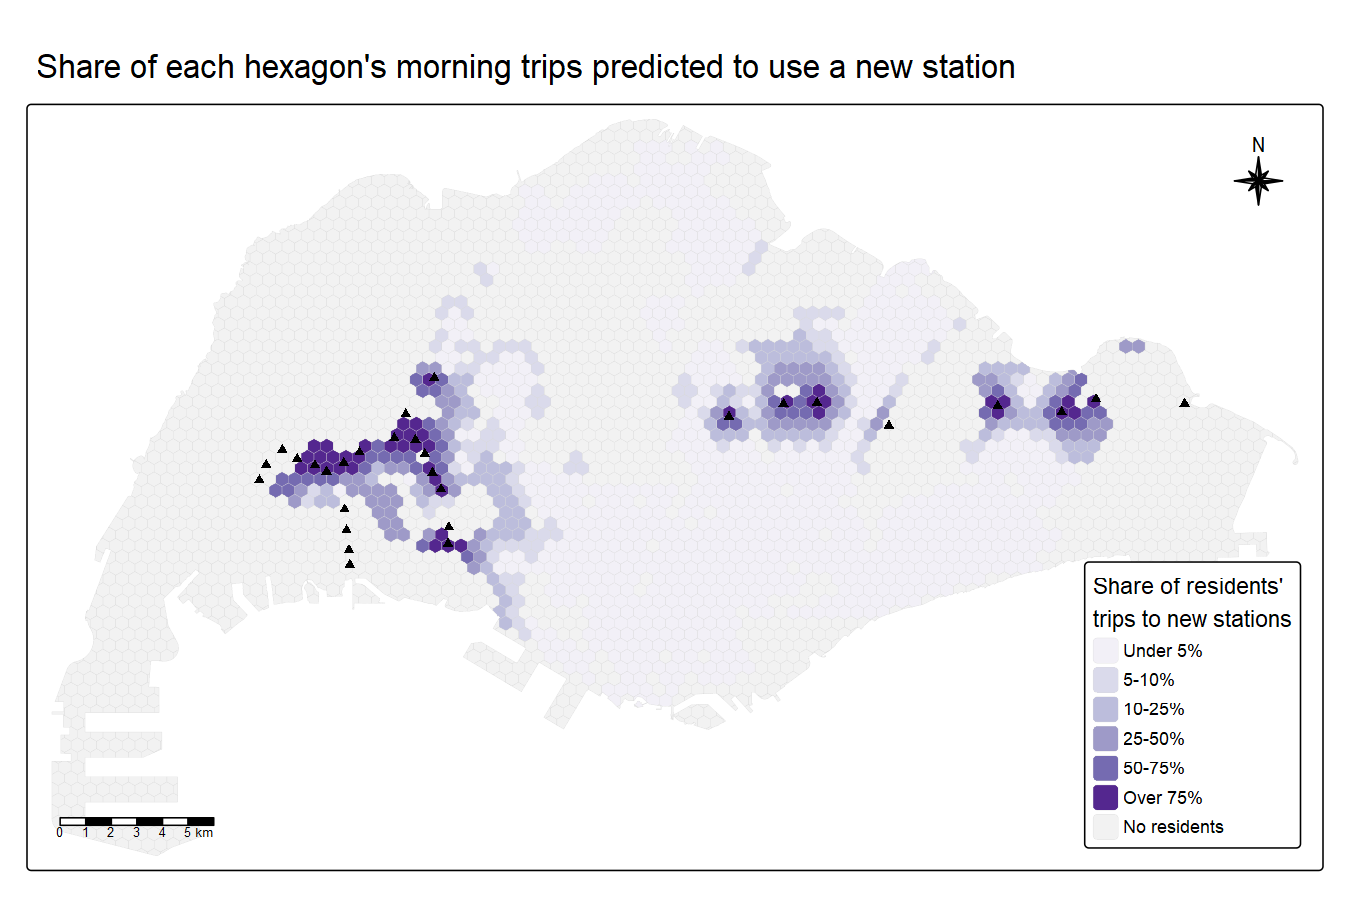 Share of each hexagon's morning trips predicted to use a new station
N
Share of residents'
trips to new stations
Under 5%
5-10%
10-25%
25-50%
50-75%
Over 75%
No residents
0 1 2 3 4 5 km